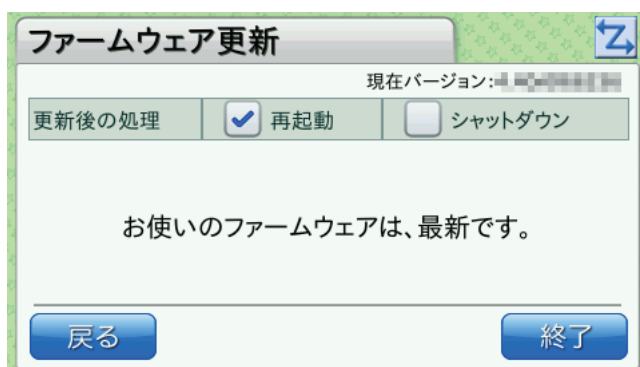 ファームウェア更新
現在バージョン:
更新後の処理 再起動 シャットダウン
お使いのファームウェアは、最新です。
戻る 終了